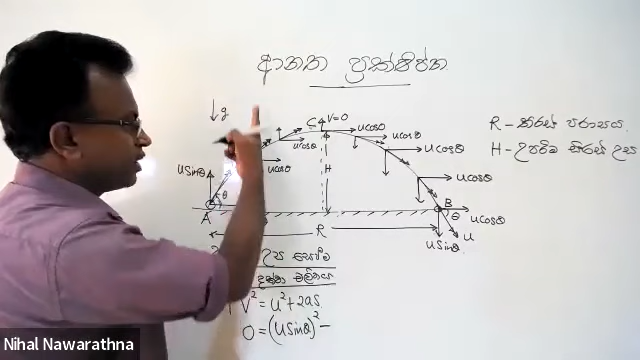 ආනත ප්‍රක්ෂිප්ත
g
V=0
C
uCosθ
uCosθ
uCosθ
uCosθ
R - තිරස් පරාසය
H - උපරිම සිරස් උස
uCosθ
uSinθ
θ
H
uCosθ
A
B
θ
uCosθ
R
uSinθ
u
උස සෙවීම
V² = u² + 2as
0 = (uSinθ)² −
Nihal Nawarathna